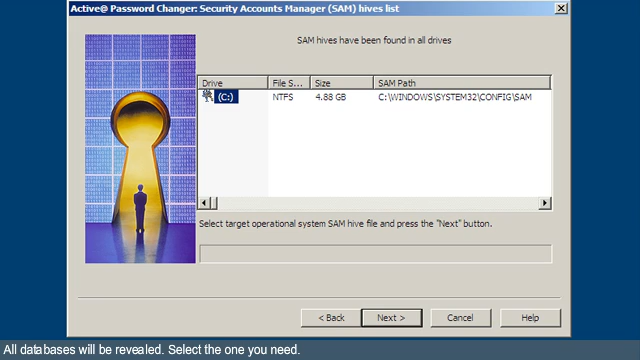 Active@ Password Changer: Security Accounts Manager (SAM) hives list
SAM hives have been found in all drives
Drive File S... Size SAM Path
(C:) NTFS 4.88 GB C:\WINDOWS\SYSTEM32\CONFIG\SAM
Select target operational system SAM hive file and press the "Next" button.
< Back Next > Cancel Help
All databases will be revealed. Select the one you need.